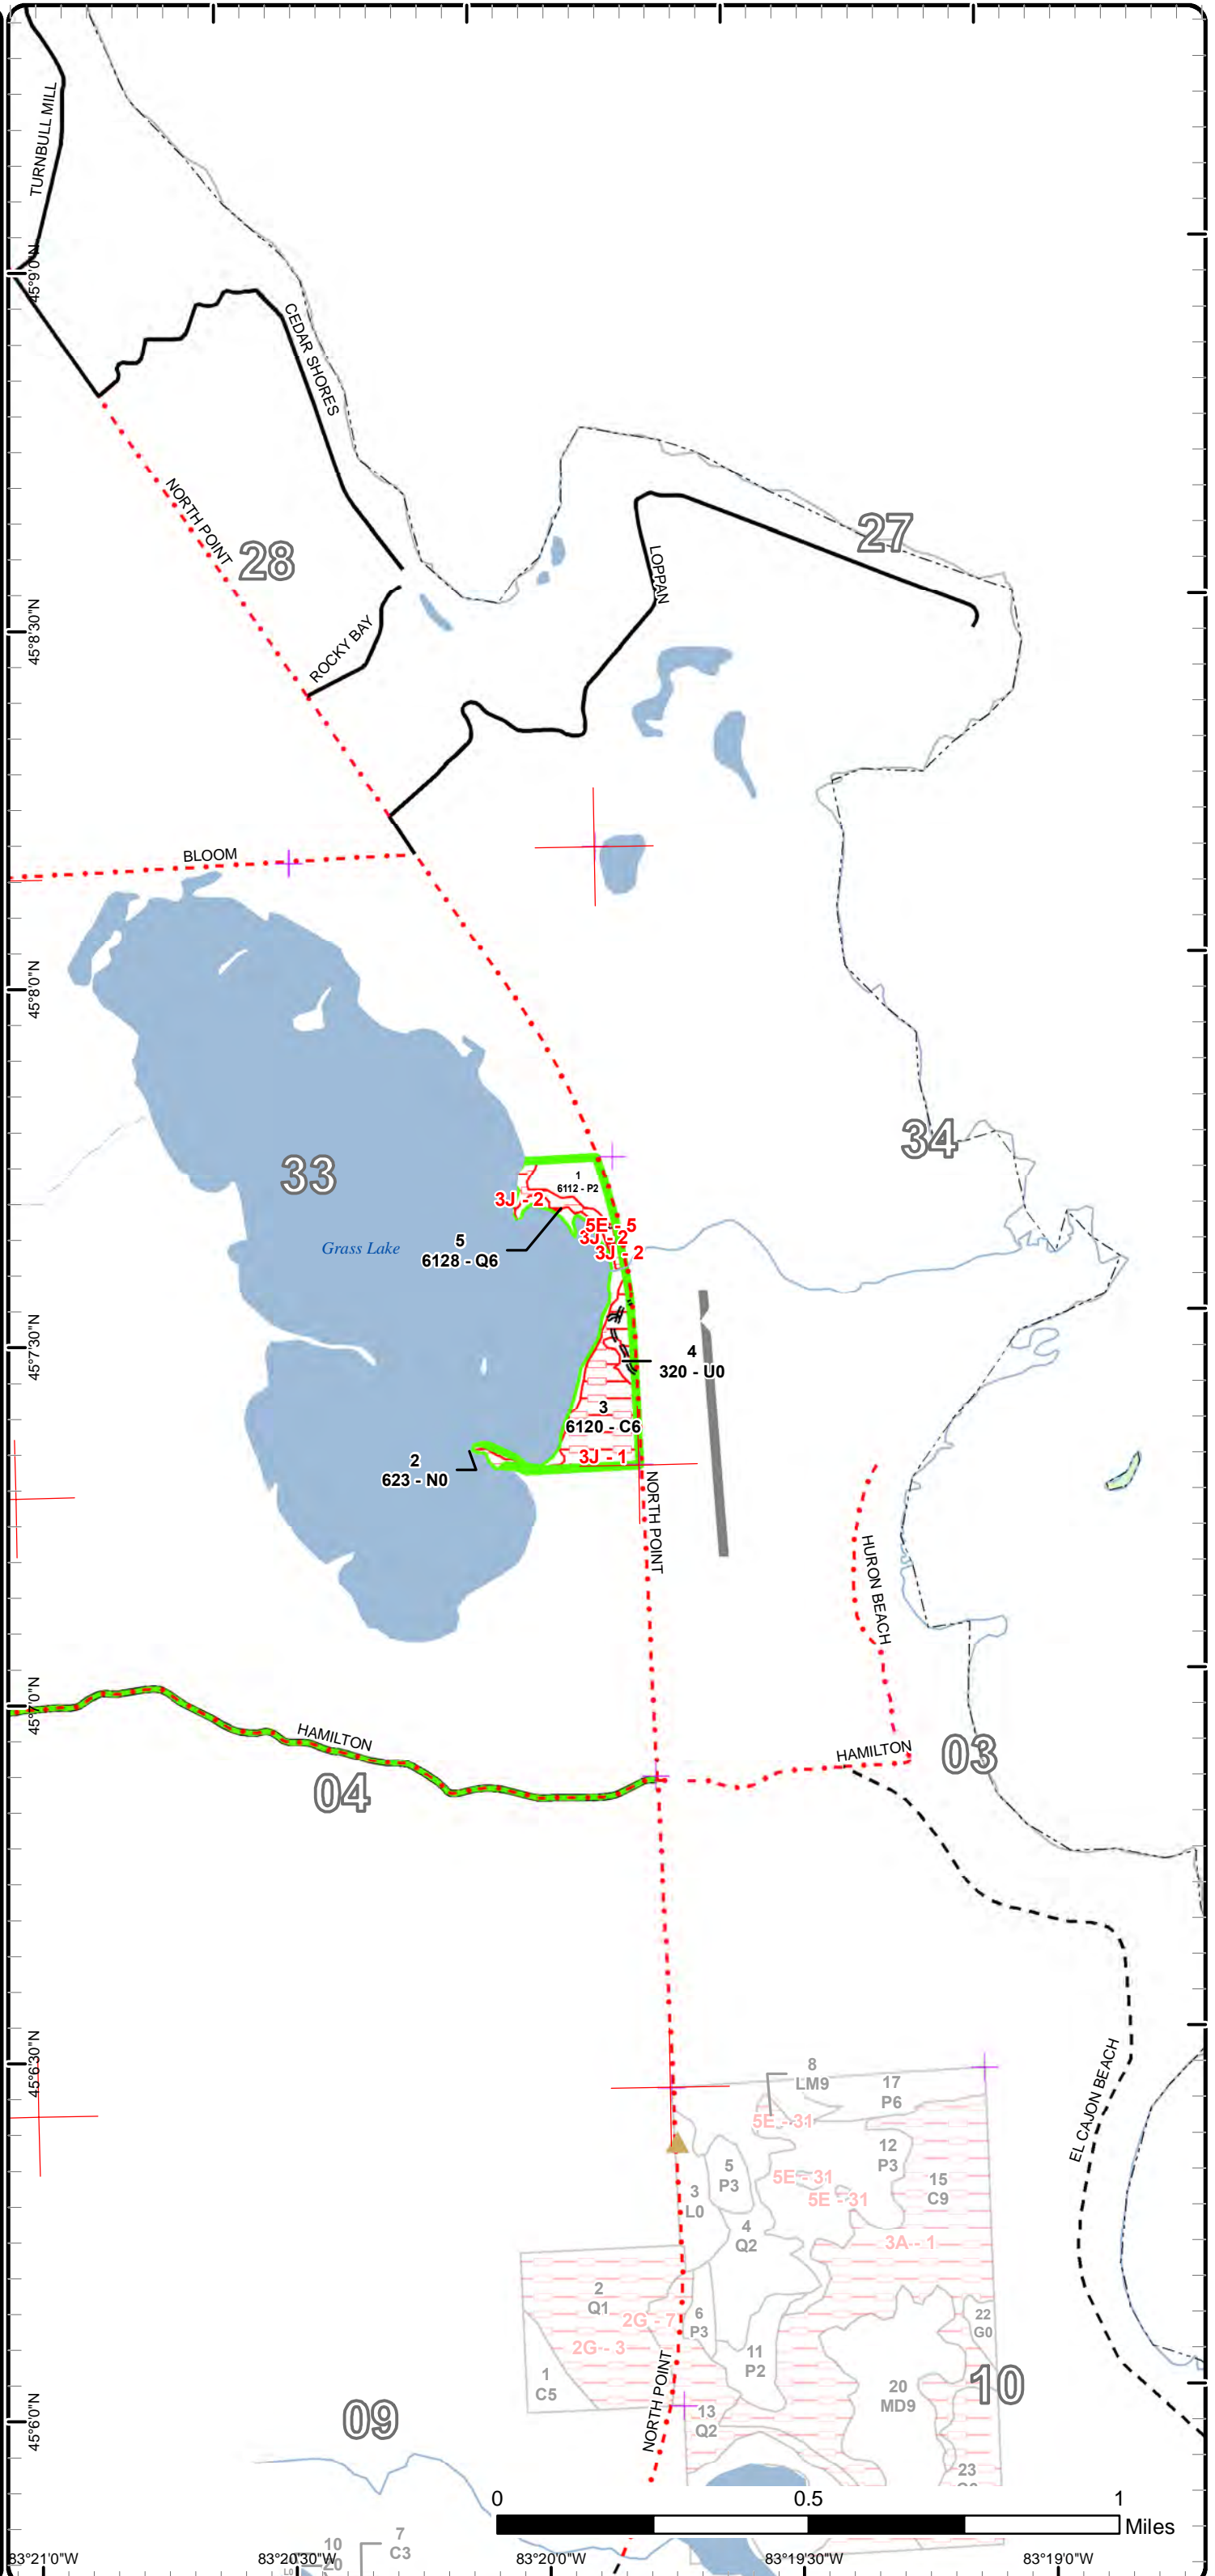 TURNBULL MILL
45°9'0"N
CEDAR SHORES
NORTH POINT
28
27
LOPPAN
ROCKY BAY
45°8'30"N
BLOOM
45°8'0"N
34
33
1
6112 - P2
3J - 2
5E - 5
3J - 2
3J - 2
5
6128 - Q6
Grass Lake
45°7'30"N
4
320 - U0
3
6120 - C6
3J - 1
2
623 - N0
NORTH POINT
HURON BEACH
45°7'0"N
HAMILTON
HAMILTON
03
04
45°6'30"N
EL CAJON BEACH
8
LM9
17
P6
5E - 31
12
P3
5
P3
5E - 31
15
C9
3
L0
5E - 31
4
Q2
3A - 1
2
Q1
6
P3
2G - 7
22
G0
2G - 3
11
P2
1
C5
20
MD9
10
NORTH POINT
09
13
Q2
45°6'0"N
23
0
0.5
1
Miles
7
C3
10
20
L0
83°21'0"W
83°20'30"W
83°20'0"W
83°19'30"W
83°19'0"W